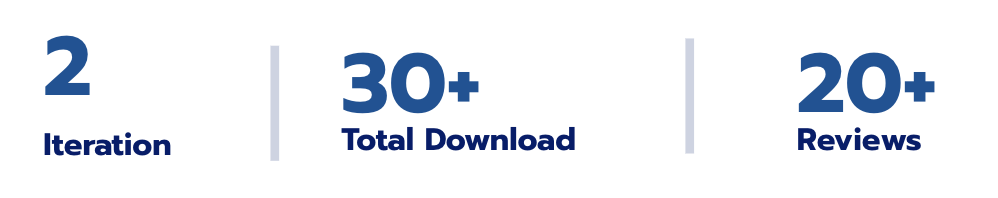 2
Iteration
30+
Total Download
20+
Reviews